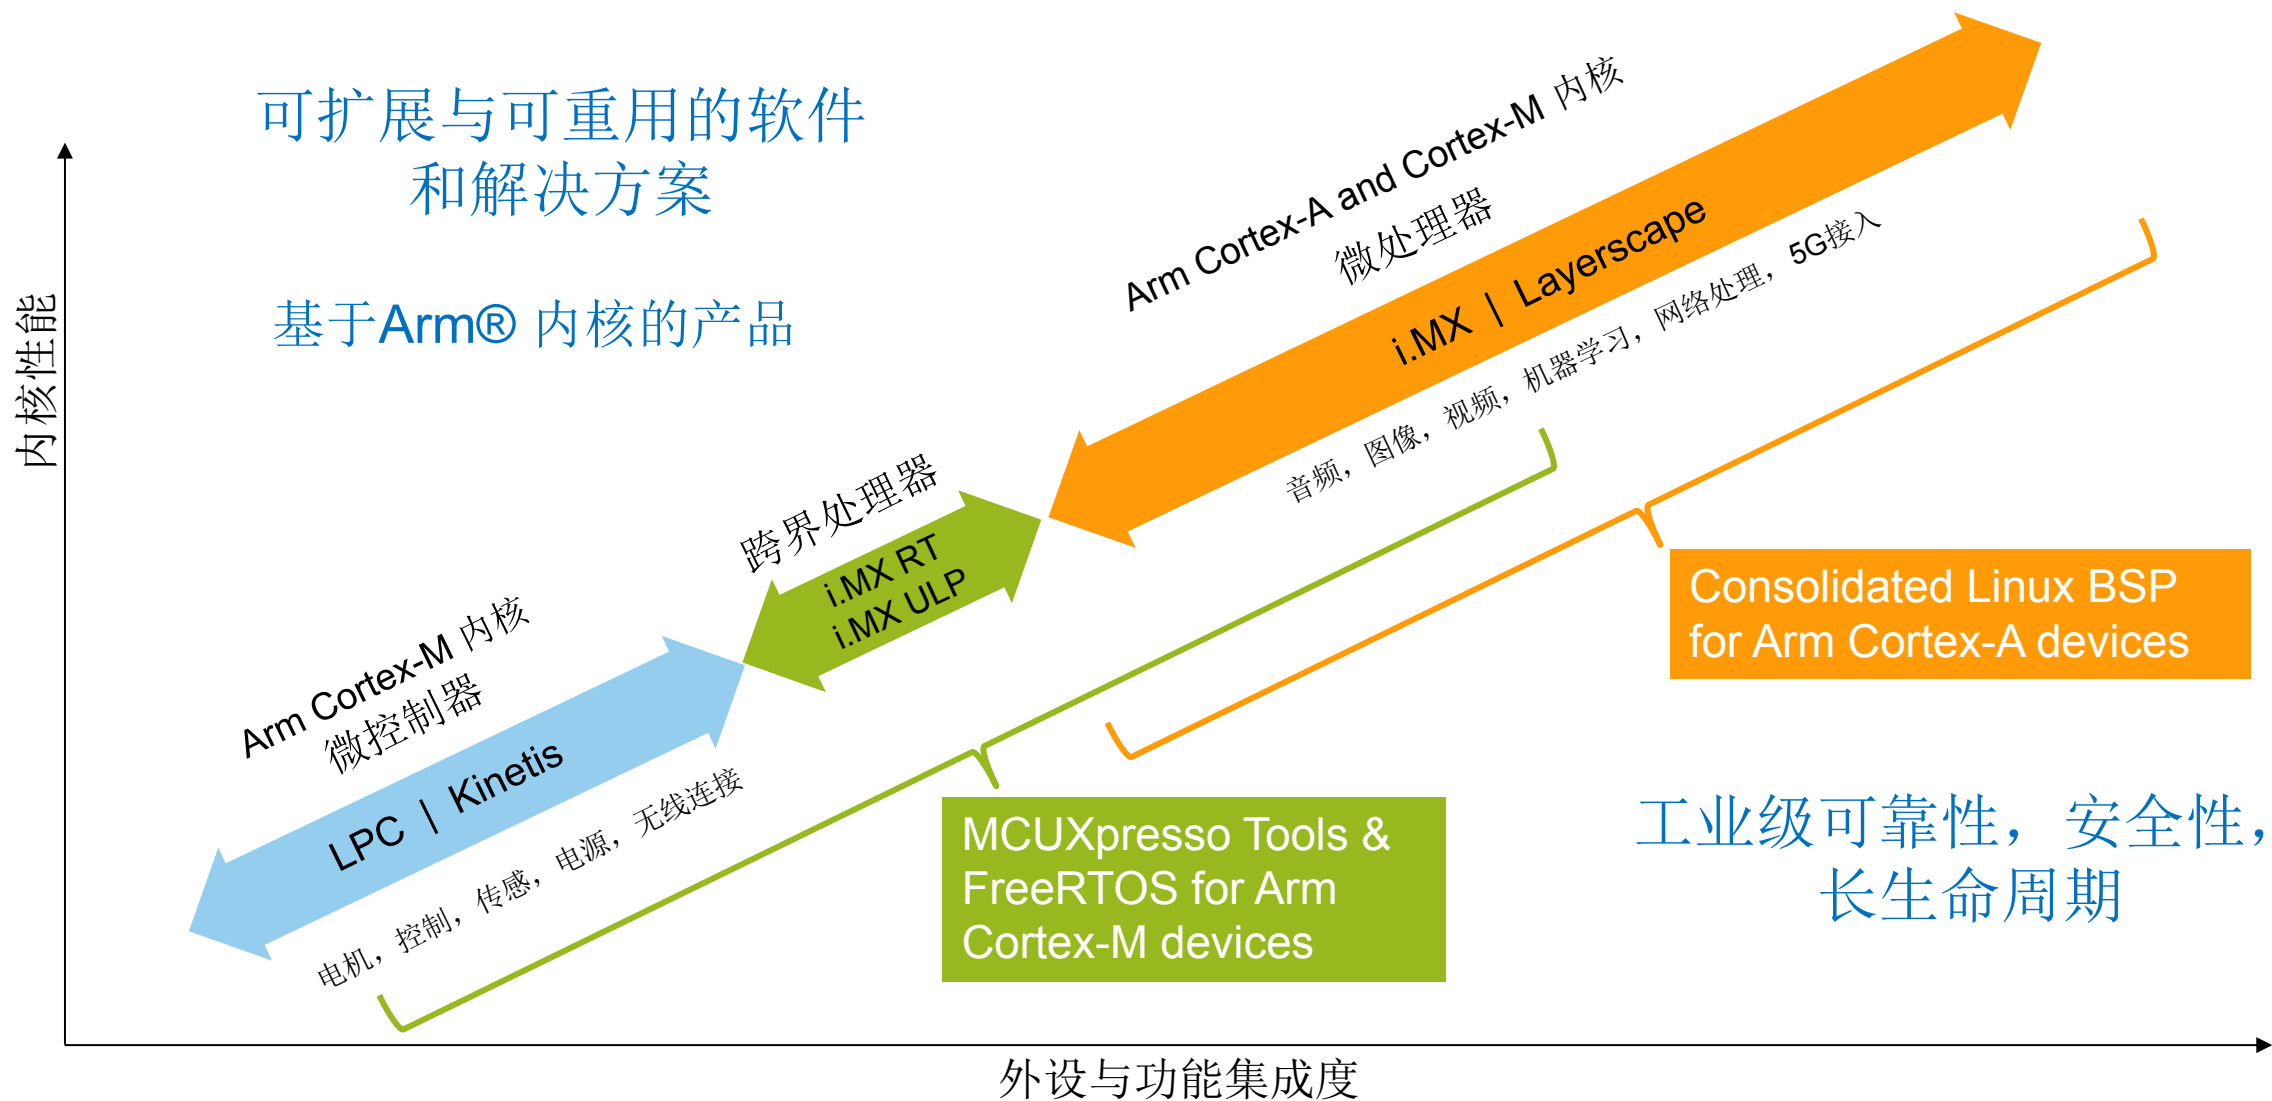 可扩展与可重用的软件
和解决方案
基于Arm® 内核的产品
内核性能
Arm Cortex-A and Cortex-M 内核
微处理器
i.MX | Layerscape
音频，图像，视频，机器学习，网络处理，5G接入
跨界处理器
i.MX RT
i.MX ULP
Arm Cortex-M 内核
微控制器
LPC | Kinetis
电机，控制，传感，电源，无线连接
Consolidated Linux BSP
for Arm Cortex-A devices
MCUXpresso Tools &
FreeRTOS for Arm
Cortex-M devices
工业级可靠性，安全性，
长生命周期
外设与功能集成度